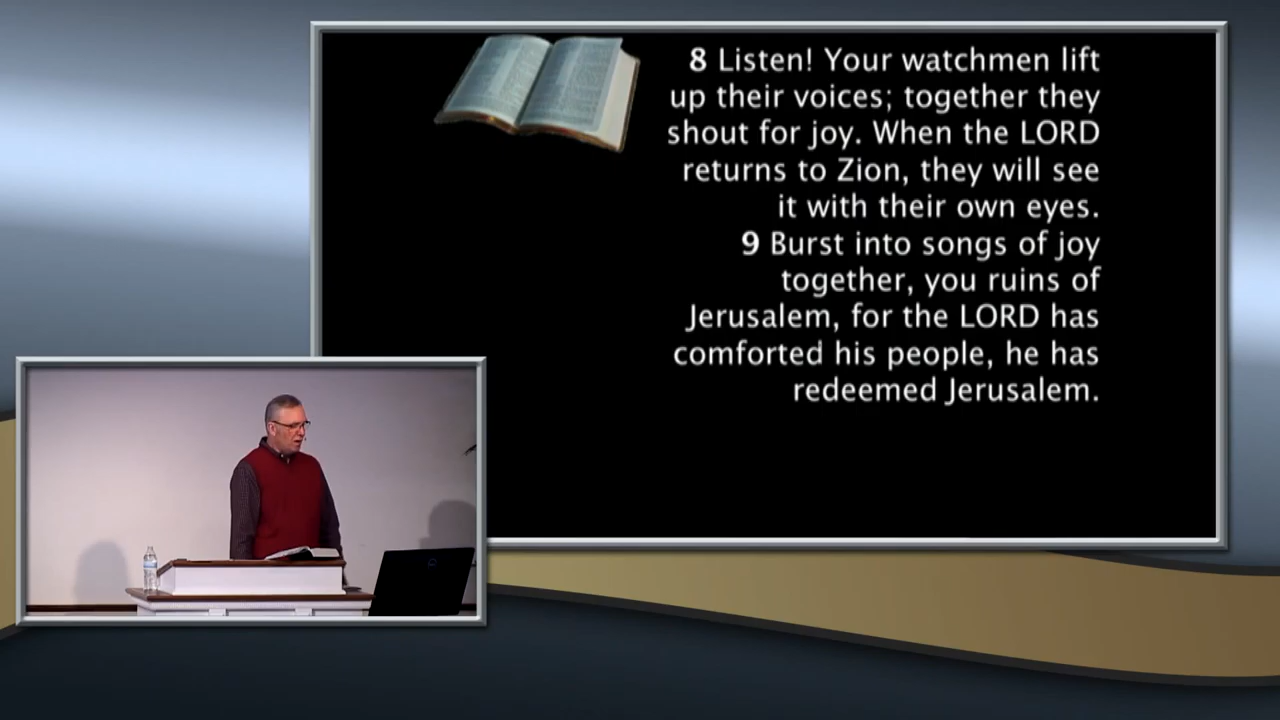 8 Listen! Your watchmen lift
up their voices; together they
shout for joy. When the LORD
returns to Zion, they will see
it with their own eyes.
9 Burst into songs of joy
together, you ruins of
Jerusalem, for the LORD has
comforted his people, he has
redeemed Jerusalem.